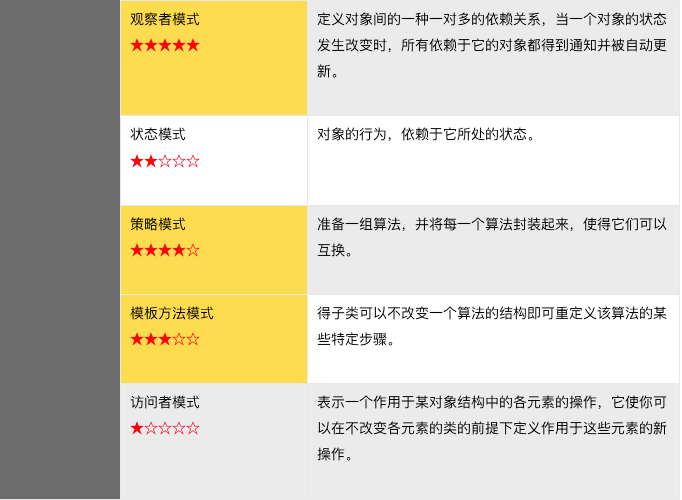 观察者模式
★★★★★
定义对象间的一种一对多的依赖关系，当一个对象的状态
发生改变时，所有依赖于它的对象都得到通知并被自动更
新。
状态模式
★★☆☆☆
对象的行为，依赖于它所处的状态。
策略模式
★★★★☆
准备一组算法，并将每一个算法封装起来，使得它们可以
互换。
模板方法模式
★★★☆☆
得子类可以不改变一个算法的结构即可重定义该算法的某
些特定步骤。
访问者模式
★☆☆☆☆
表示一个作用于某对象结构中的各元素的操作，它使你可
以在不改变各元素的类的前提下定义作用于这些元素的新
操作。